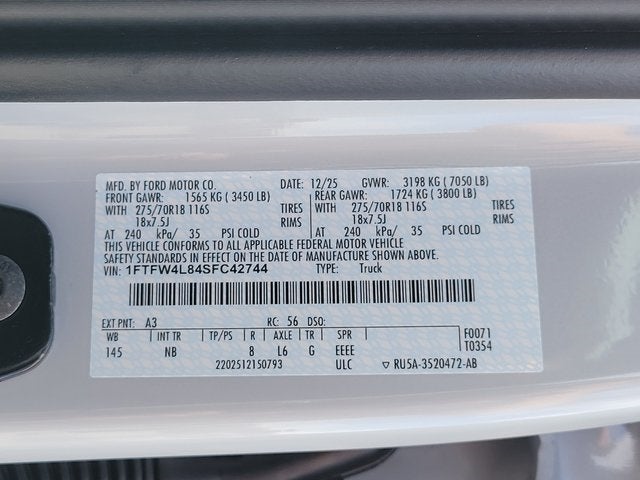 MFD. BY FORD MOTOR CO. DATE: 12/25 GVWR: 3198 KG ( 7050 LB)
FRONT GAWR: 1565 KG ( 3450 LB) REAR GAWR: 1724 KG ( 3800 LB)
WITH 275/70R18 116S TIRES WITH 275/70R18 116S TIRES
18x7.5J RIMS 18x7.5J RIMS
AT 240 kPa/ 35 PSI COLD AT 240 kPa/ 35 PSI COLD
THIS VEHICLE CONFORMS TO ALL APPLICABLE FEDERAL MOTOR VEHICLE
SAFETY STANDARDS IN EFFECT ON THE DATE OF MANUFACTURE SHOWN ABOVE.
VIN: 1FTFW4L84SFC42744 TYPE: Truck
EXT PNT: A3 RC: 56 DSO: F0071
WB INT TR TP/PS R AXLE TR SPR T0354
145 NB 8 L6 G EEEE
2202512150793 ULC ▽ RU5A-3520472-AB